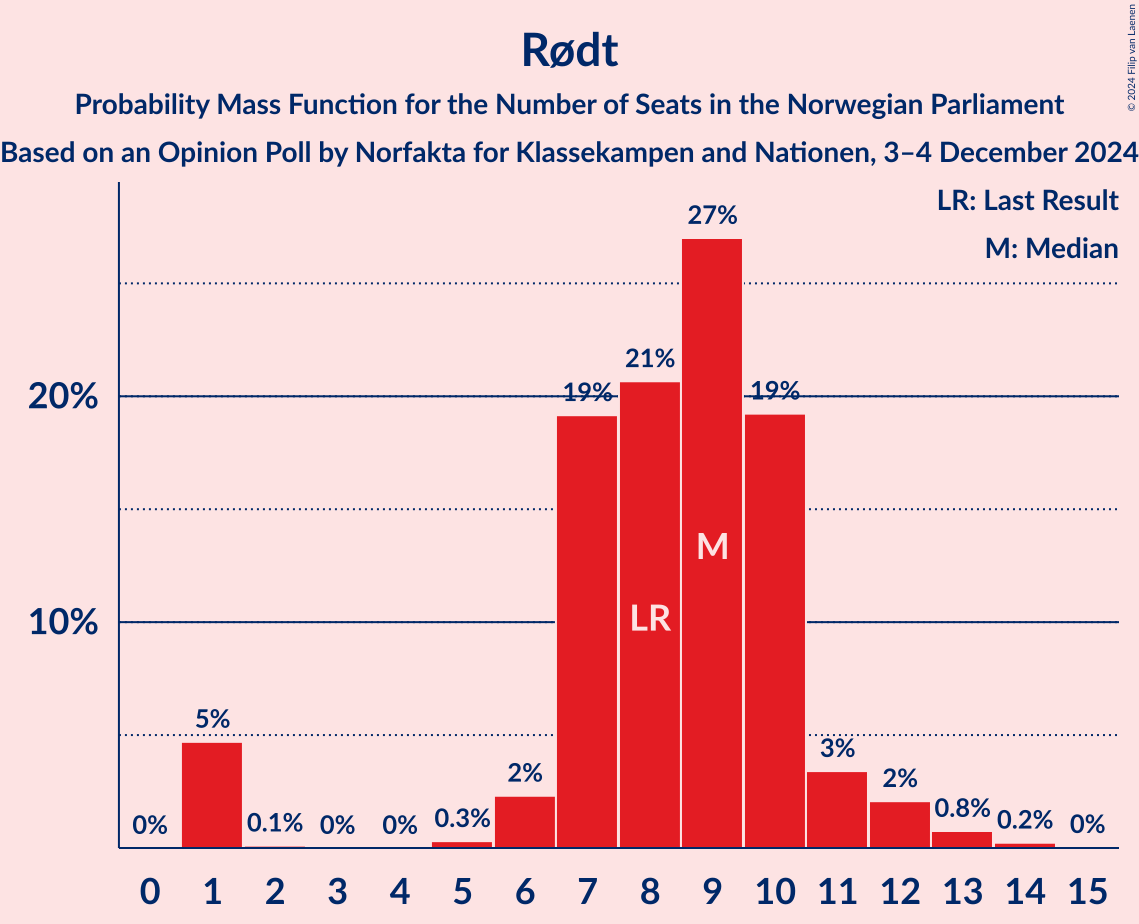 Rødt
Probability Mass Function for the Number of Seats in the Norwegian Parliament
Based on an Opinion Poll by Norfakta for Klassekampen and Nationen, 3–4 December 2024
© 2024 Filip van Laenen
LR: Last Result
M: Median
27%
21%
20%
19%
19%
M
LR
10%
5%
3%
2%
2%
0%
0.1%
0%
0%
0.3%
0.8%
0.2%
0%
0 1 2 3 4 5 6 7 8 9 10 11 12 13 14 15